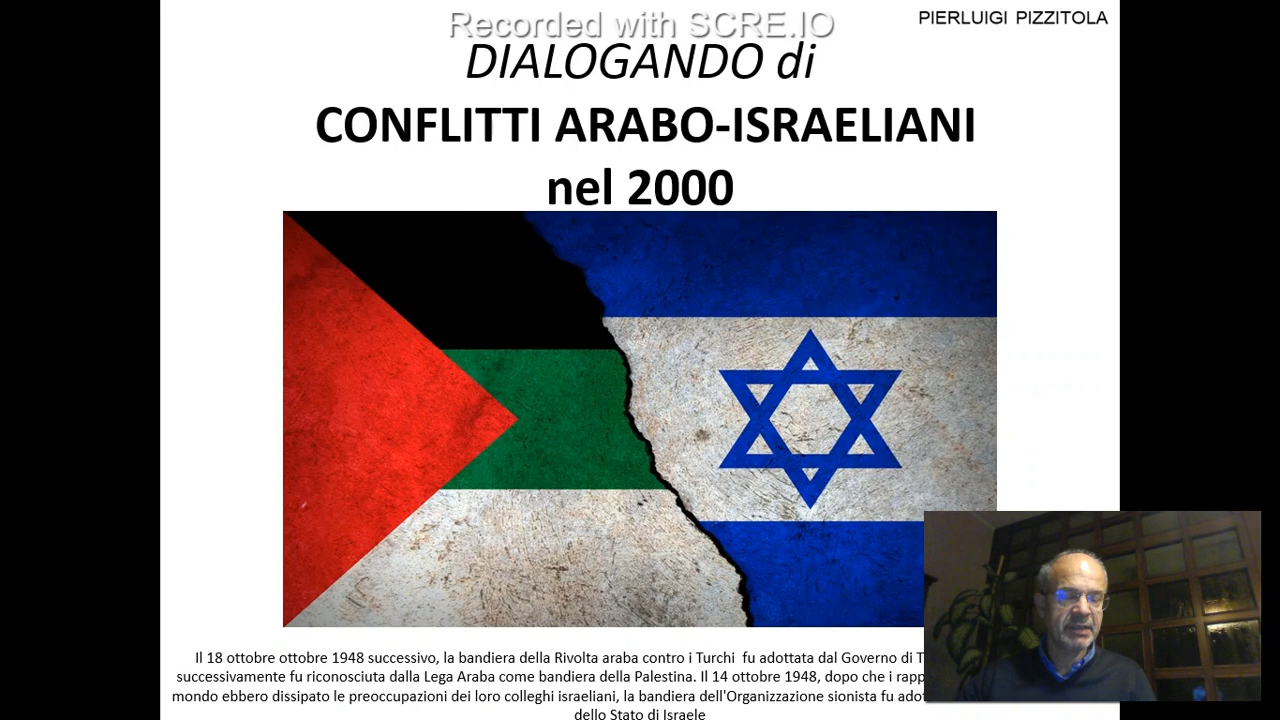 Recorded with SCRE.IO
PIERLUIGI PIZZITOLA
DIALOGANDO di
CONFLITTI ARABO-ISRAELIANI
nel 2000
Il 18 ottobre ottobre 1948 successivo, la bandiera della Rivolta araba contro i Turchi fu adottata dal Governo di
successivamente fu riconosciuta dalla Lega Araba come bandiera della Palestina. Il 14 ottobre 1948, dopo che i
mondo ebbero dissipato le preoccupazioni dei loro colleghi israeliani, la bandiera dell'Organizzazione sionista fu
dello Stato di Israele